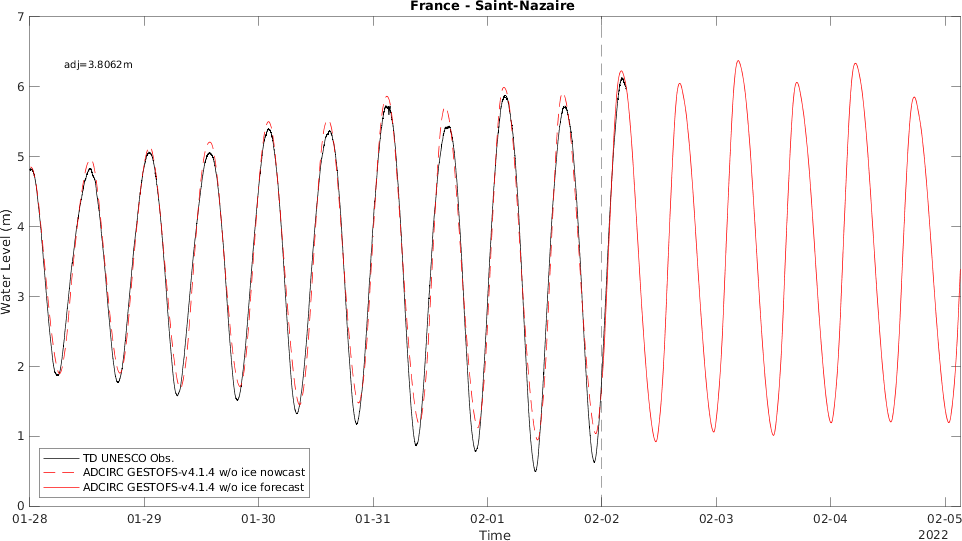 France - Saint-Nazaire
adj=3.8062m
7
6
5
4
3
2
1
0
Water Level (m)
TD UNESCO Obs.
ADCIRC GESTOFS-v4.1.4 w/o ice nowcast
ADCIRC GESTOFS-v4.1.4 w/o ice forecast
01-28 01-29 01-30 01-31 02-01 02-02 02-03 02-04 02-05
Time
2022